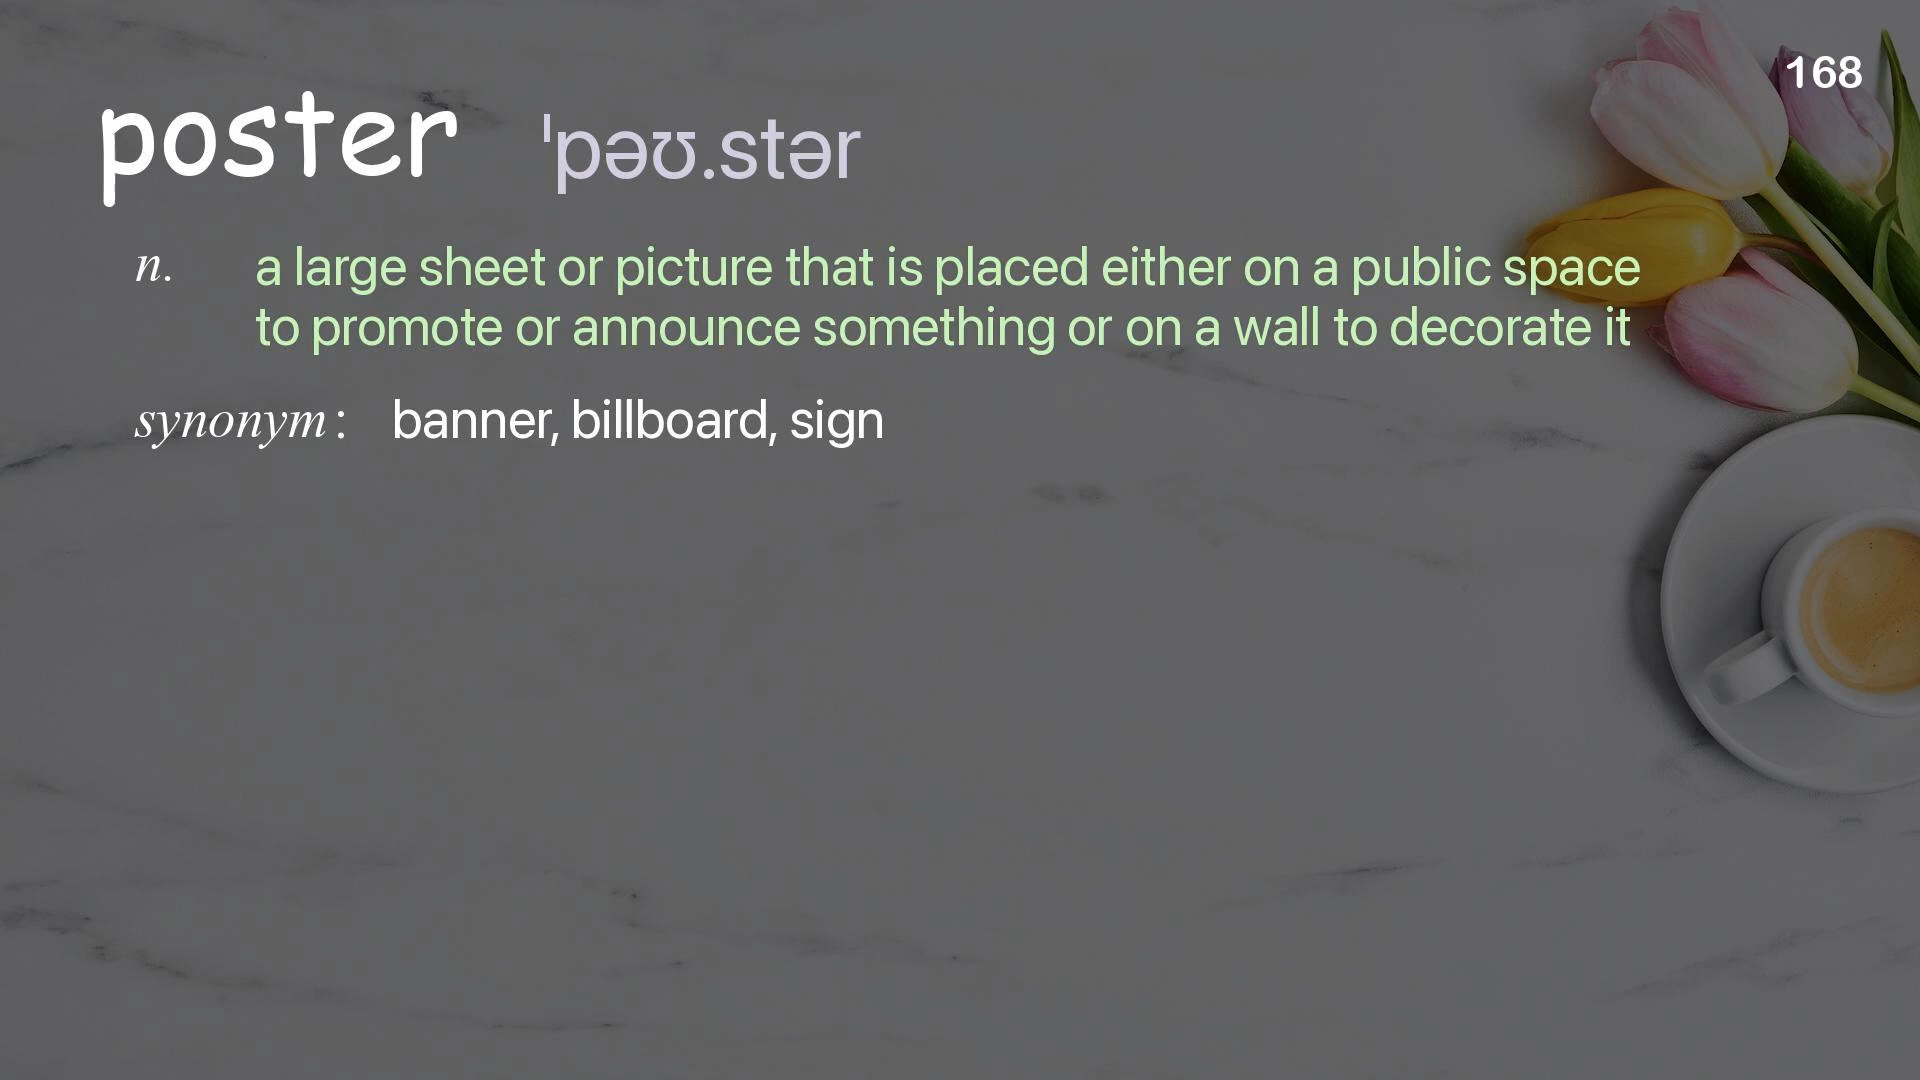 168
poster ˈpəʊ.stər
n. a large sheet or picture that is placed either on a public space
to promote or announce something or on a wall to decorate it
synonym : banner, billboard, sign